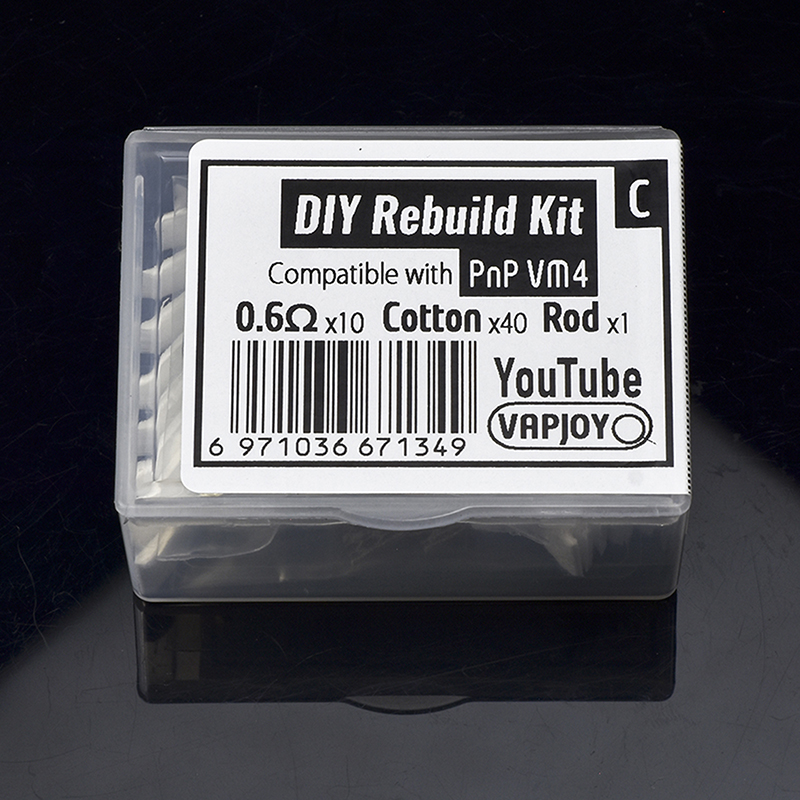 C
DIY Rebuild Kit
Compatible with PnP VM4
0.6Ω x10 Cotton x40 Rod x1
YouTube
VAPJOY
6 971036 671349